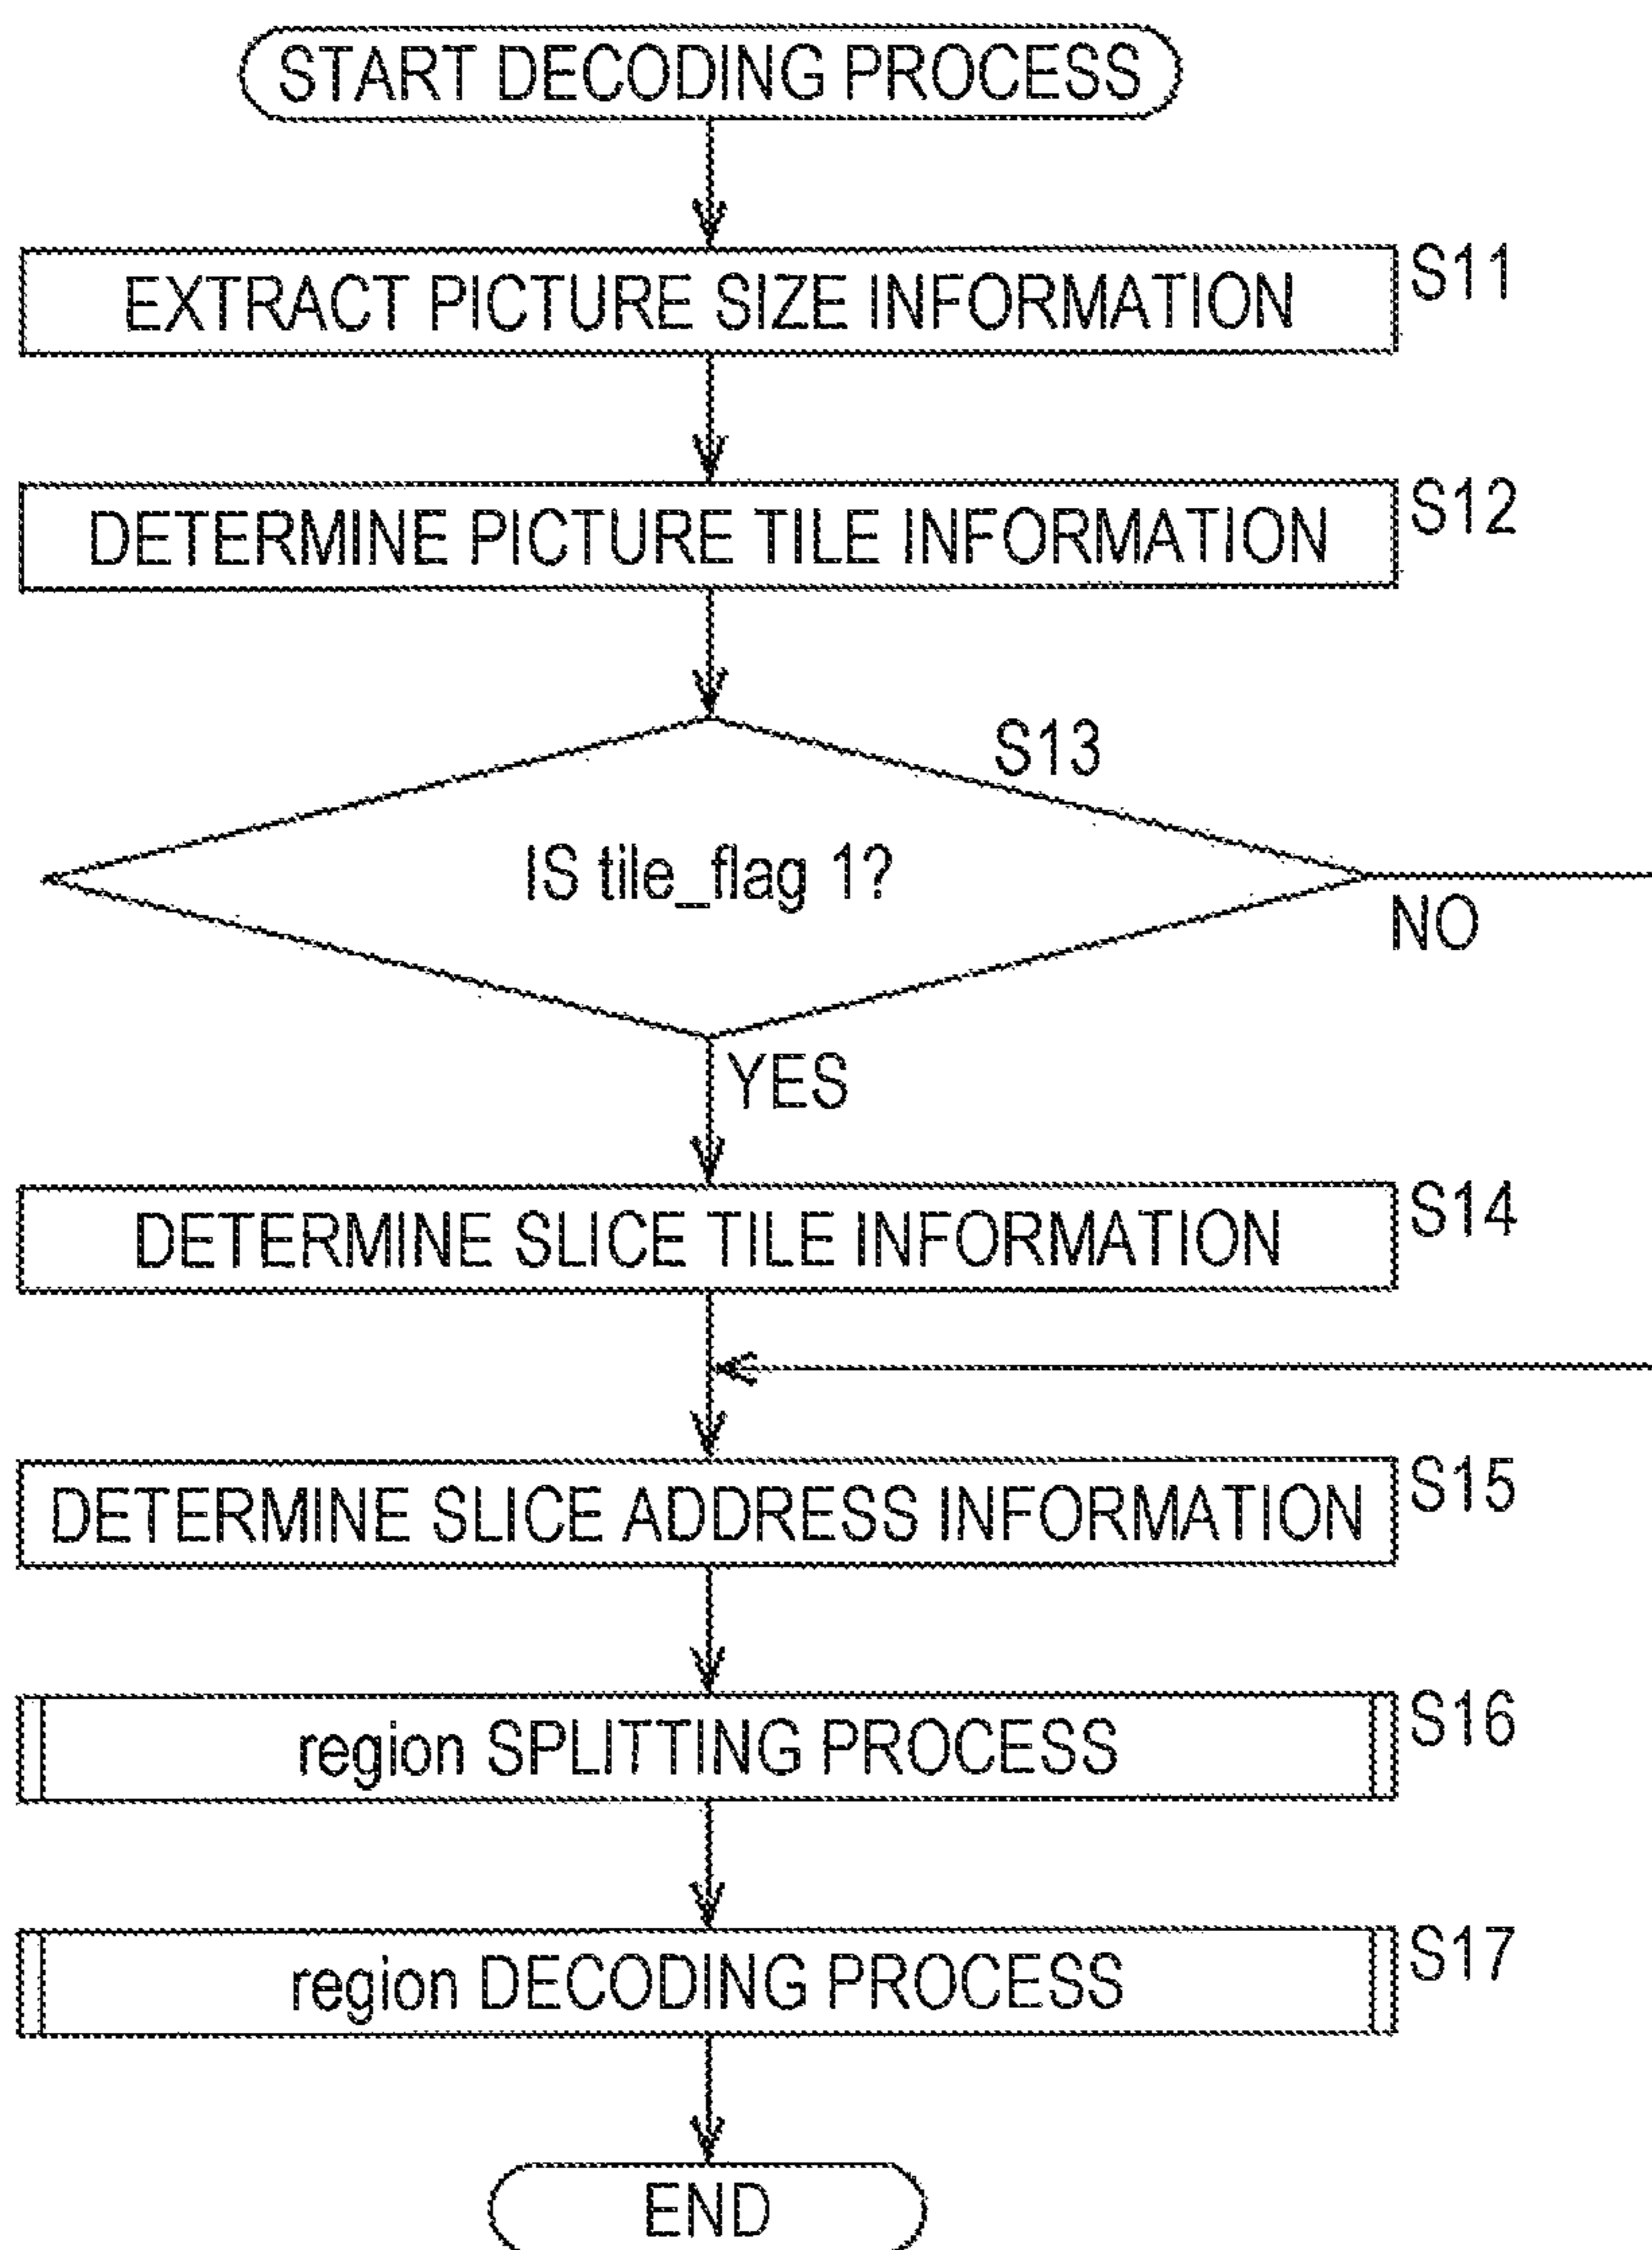 START DECODING PROCESS
EXTRACT PICTURE SIZE INFORMATION
S11
DETERMINE PICTURE TILE INFORMATION
S12
S13
IS tile_flag 1?
NO
YES
DETERMINE SLICE TILE INFORMATION
S14
DETERMINE SLICE ADDRESS INFORMATION
S15
region SPLITTING PROCESS
S16
region DECODING PROCESS
S17
END